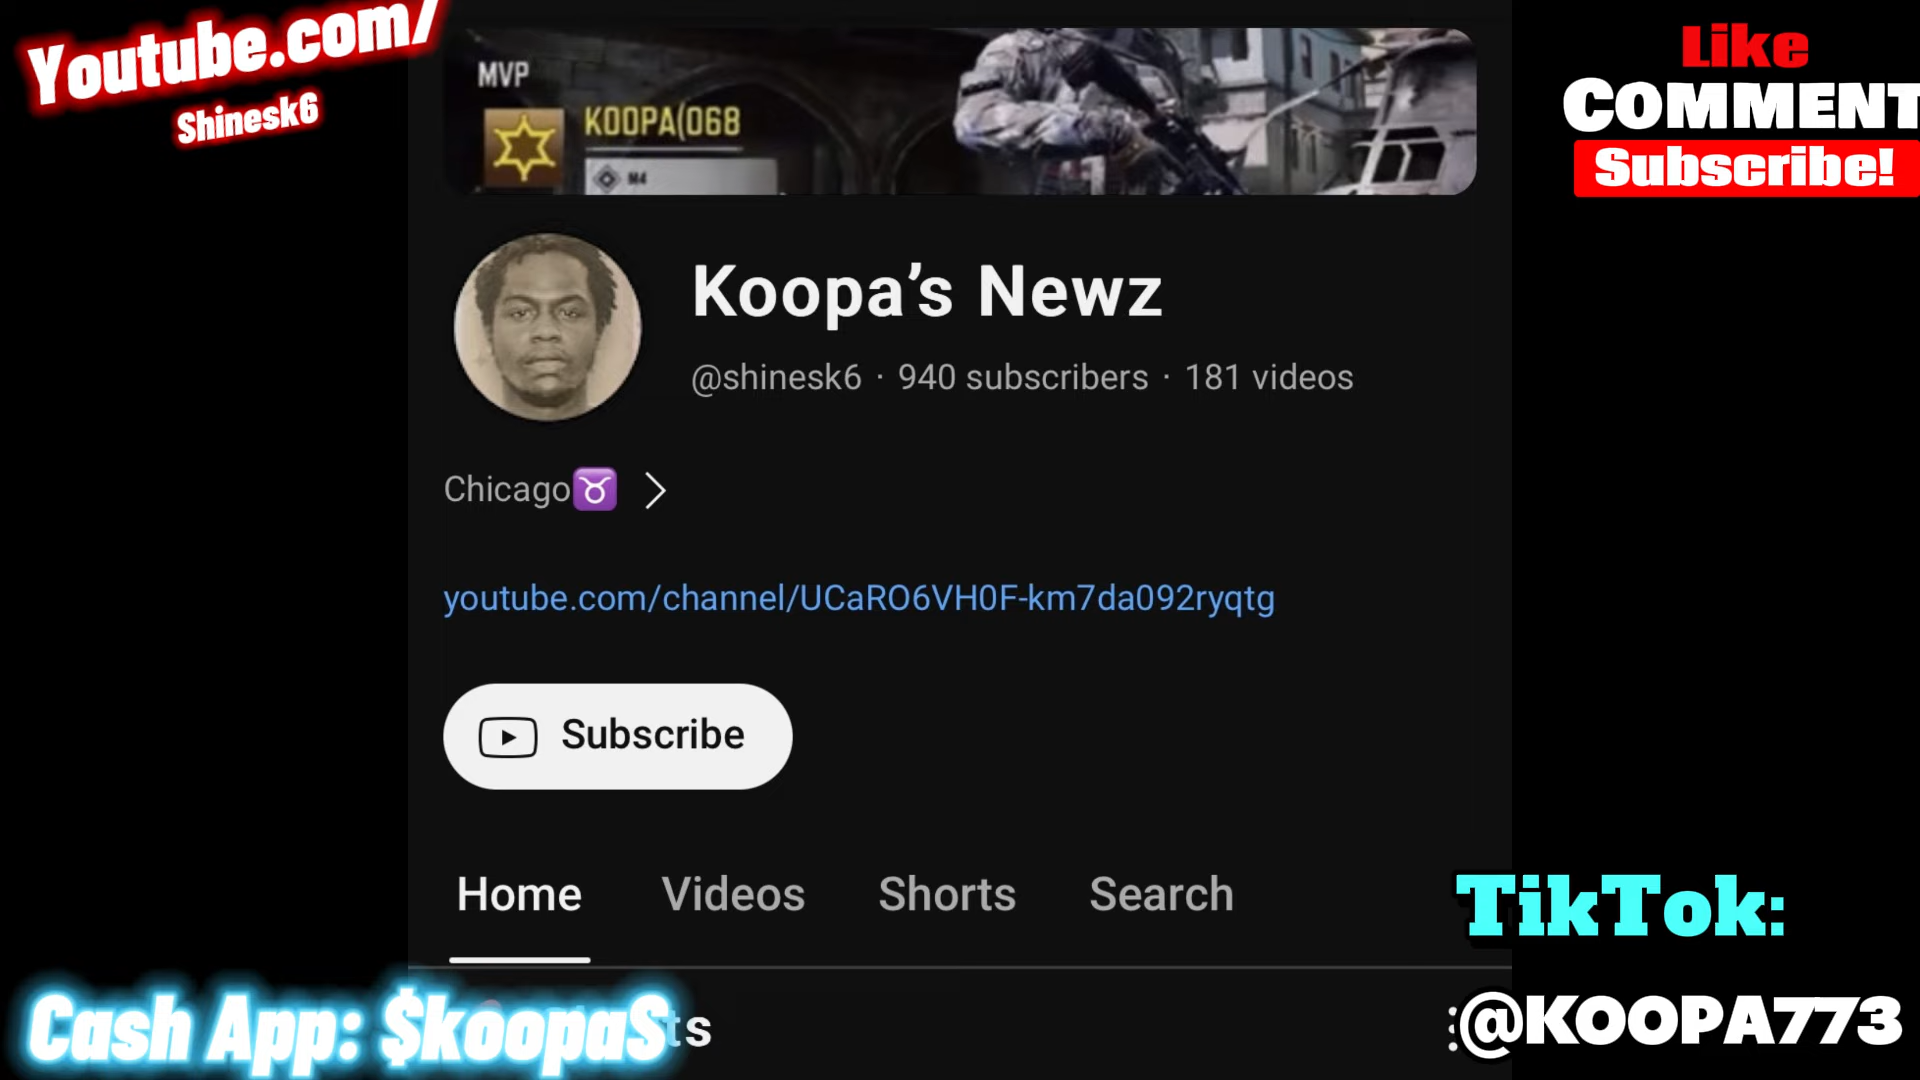 Youtube.com/
Shinesk6
MVP
KOOPA(068
M4
Like
COMMENT
Subscribe!
Koopa’s Newz
@shinesk6 · 940 subscribers · 181 videos
Chicago♉
youtube.com/channel/UCaRO6VH0F-km7da092ryqtg
Subscribe
Home Videos Shorts Search
TikTok:
@KOOPA773
Cash App: $koopaS